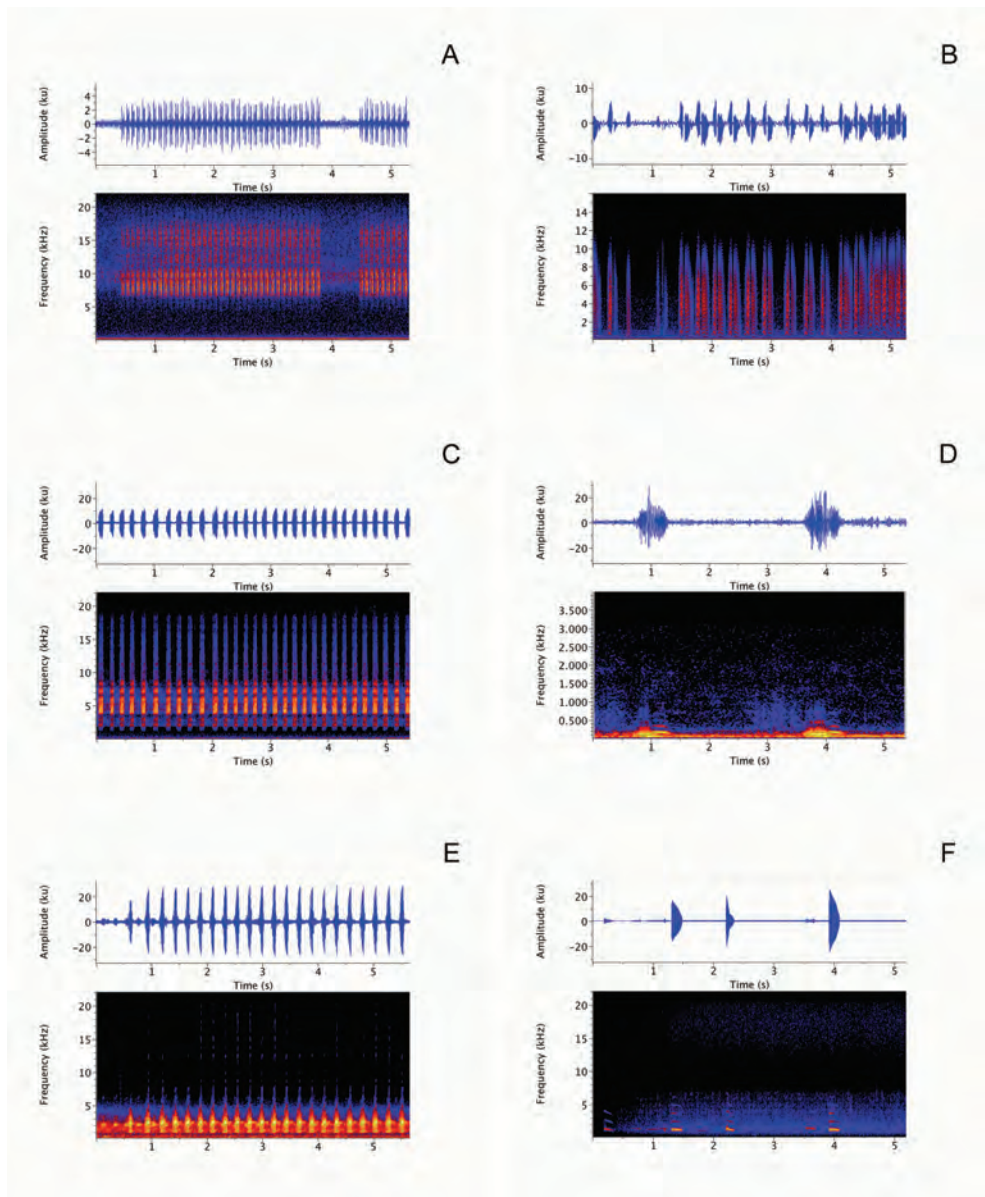 A
Amplitude (ku)
4
2
0
−2
−4
1 2 3 4 5
Time (s)
Frequency (kHz)
20
15
10
5
1 2 3 4 5
Time (s)
B
Amplitude (ku)
10
0
−10
1 2 3 4 5
Time (s)
Frequency (kHz)
14
12
10
8
6
4
2
1 2 3 4 5
Time (s)
C
Amplitude (ku)
20
0
−20
1 2 3 4 5
Time (s)
Frequency (kHz)
20
15
10
5
1 2 3 4 5
Time (s)
D
Amplitude (ku)
20
0
−20
1 2 3 4 5
Time (s)
Frequency (kHz)
3.500
3.000
2.500
2.000
1.500
1.000
0.500
1 2 3 4 5
Time (s)
E
Amplitude (ku)
20
0
−20
1 2 3 4 5
Time (s)
Frequency (kHz)
20
15
10
5
1 2 3 4 5
Time (s)
F
Amplitude (ku)
20
0
−20
1 2 3 4 5
Time (s)
Frequency (kHz)
20
15
10
5
1 2 3 4 5
Time (s)